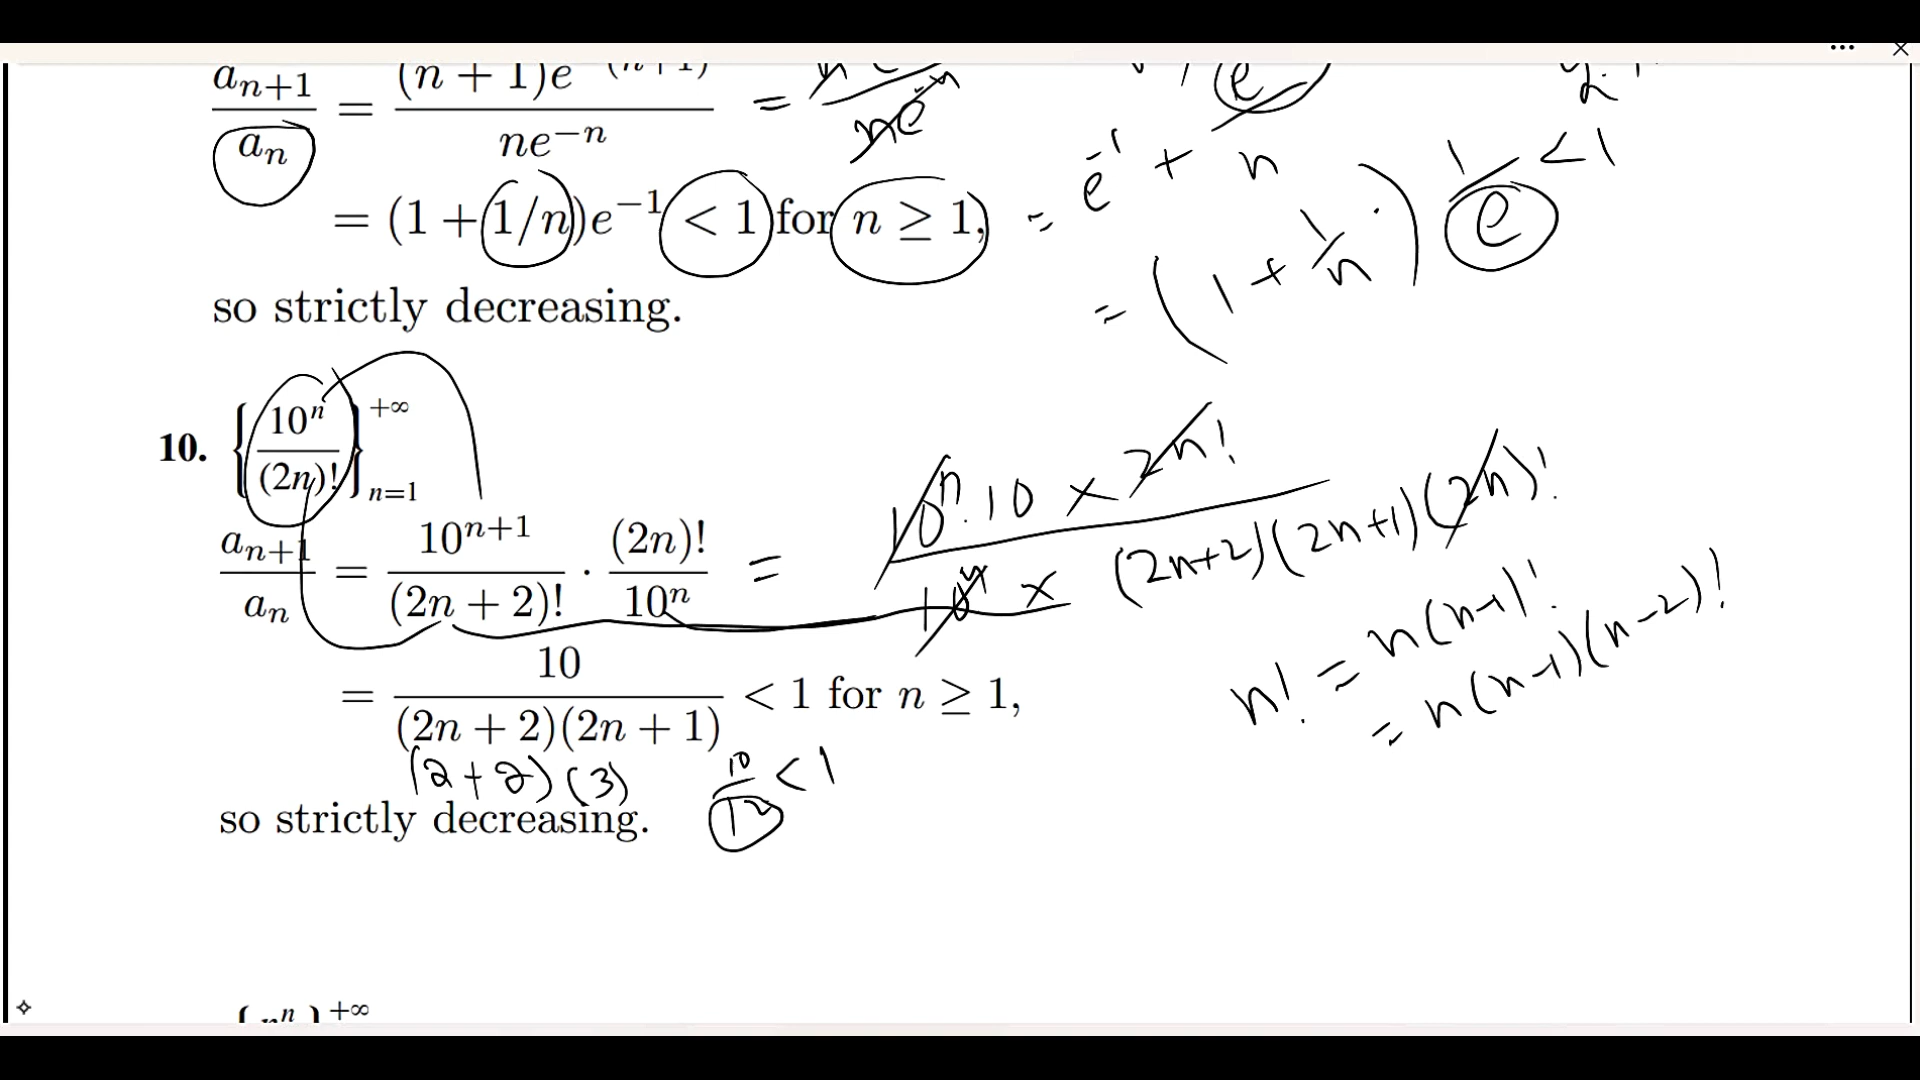 a_{n+1}/a_n = (n + 1)e^{-(n+1)}/ne^{-n} =
= (1 + 1/n)e^{-1} < 1 for n ≥ 1, = e^{-1} + n 1/e < 1
= (1 + 1/n)
so strictly decreasing.
10. {10^n/(2n)!}_{n=1}^{+∞}
a_{n+1}/a_n = 10^{n+1}/(2n + 2)! · (2n)!/10^n = 10^n · 10 × 2n!/10^n × (2n+2)(2n+1)(2n)!
= 10/(2n + 2)(2n + 1) < 1 for n ≥ 1, n! = n(n-1)!
= n(n-1)(n-2)!
(2+2)(3) 10/12 < 1
so strictly decreasing.
+∞